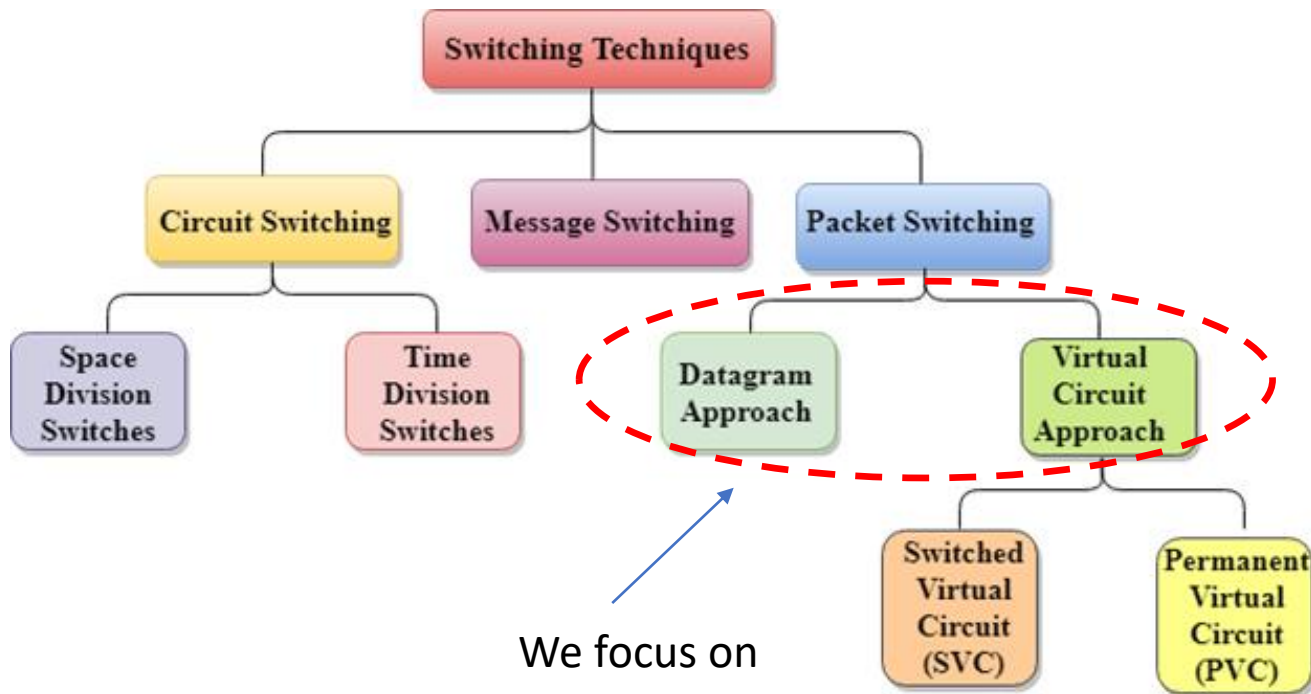 Switching Techniques
Circuit Switching
Message Switching
Packet Switching
Space
Division
Switches
Time
Division
Switches
Datagram
Approach
Virtual
Circuit
Approach
Switched
Virtual
Circuit
(SVC)
Permanent
Virtual
Circuit
(PVC)
We focus on